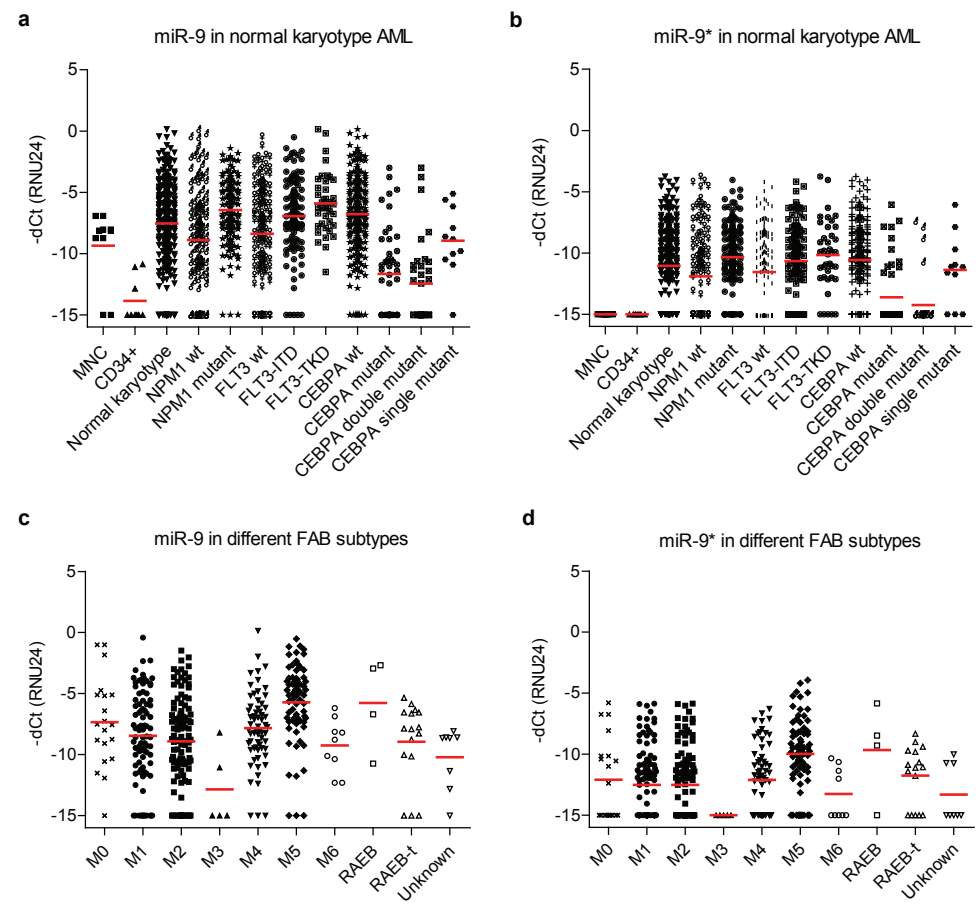 a
miR-9 in normal karyotype AML
-dCt (RNU24)
5
0
-5
-10
-15
MNC
CD34+
Normal karyotype
NPM1 wt
NPM1 mutant
FLT3 wt
FLT3-ITD
FLT3-TKD
CEBPA wt
CEBPA mutant
CEBPA double mutant
CEBPA single mutant
b
miR-9* in normal karyotype AML
-dCt (RNU24)
5
0
-5
-10
-15
MNC
CD34+
Normal karyotype
NPM1 wt
NPM1 mutant
FLT3 wt
FLT3-ITD
FLT3-TKD
CEBPA wt
CEBPA mutant
CEBPA double mutant
CEBPA single mutant
c
miR-9 in different FAB subtypes
-dCt (RNU24)
5
0
-5
-10
-15
M0
M1
M2
M3
M4
M5
M6
RAEB
RAEB-t
Unknown
d
miR-9* in different FAB subtypes
-dCt (RNU24)
5
0
-5
-10
-15
M0
M1
M2
M3
M4
M5
M6
RAEB
RAEB-t
Unknown